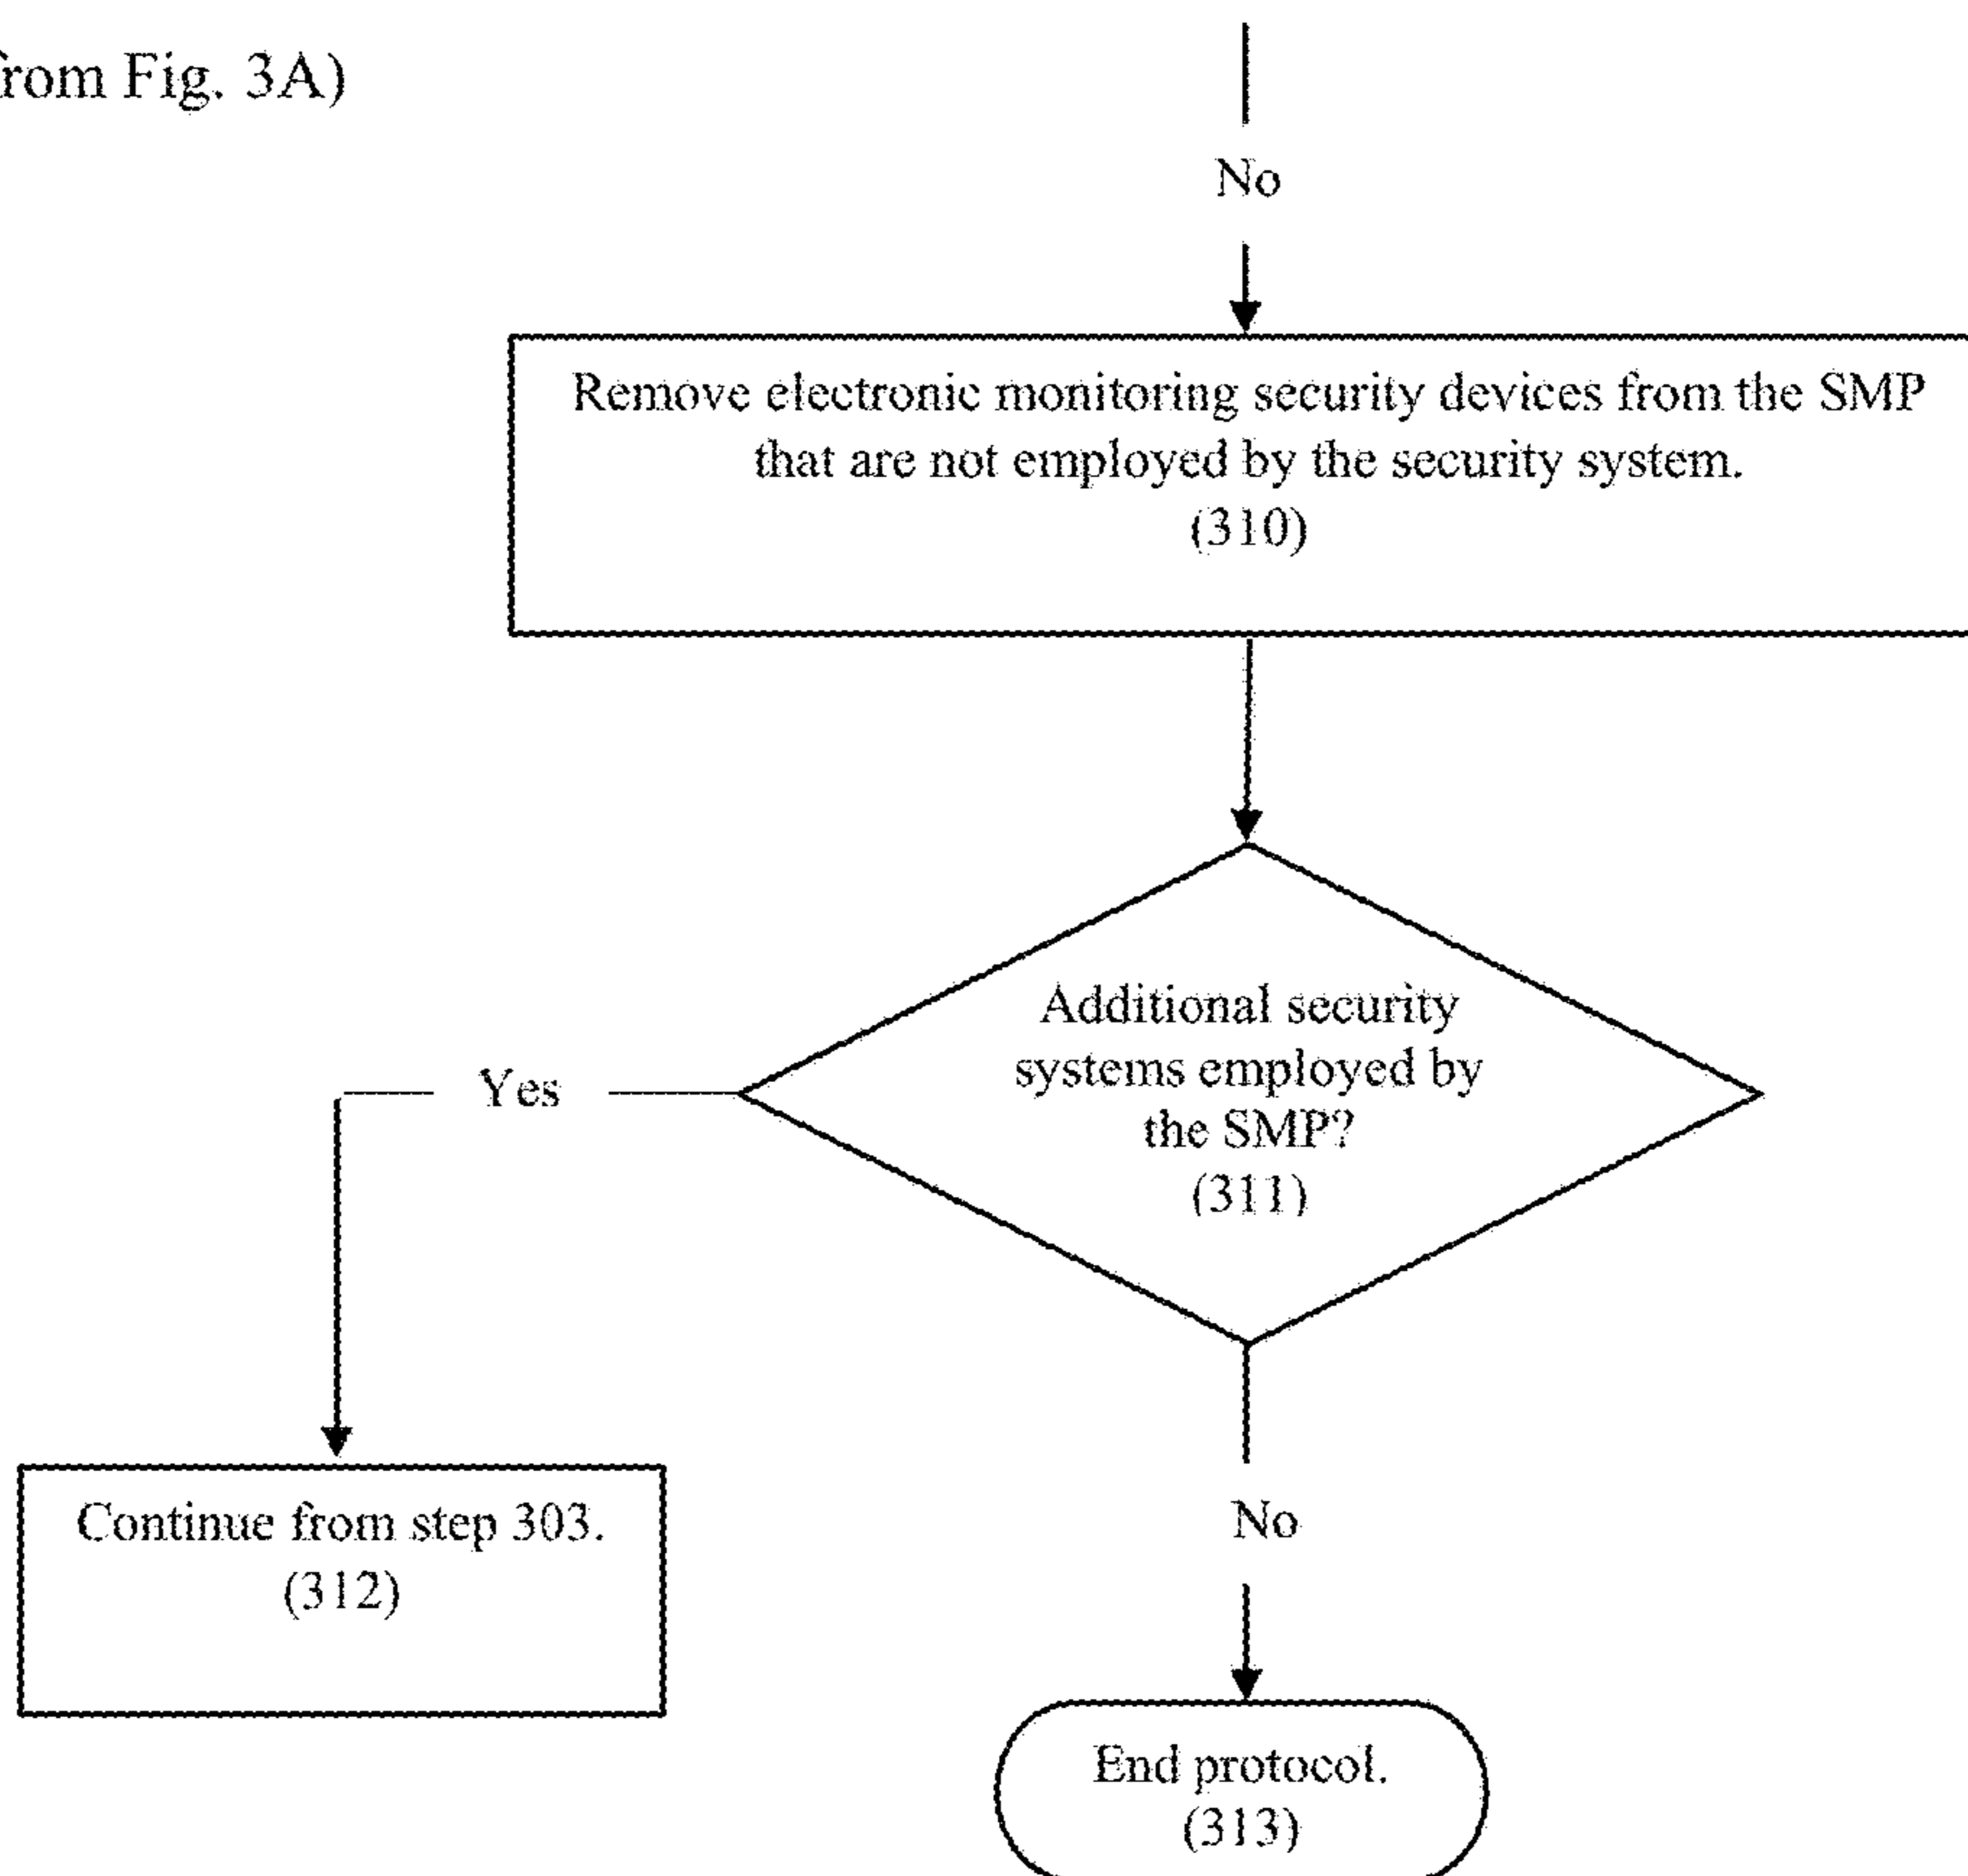 rom Fig. 3A)
No
Remove electronic monitoring security devices from the SMP
that are not employed by the security system.
(310)
Additional security
systems employed by
the SMP?
(311)
Yes
Continue from step 303.
(312)
No
End protocol.
(313)